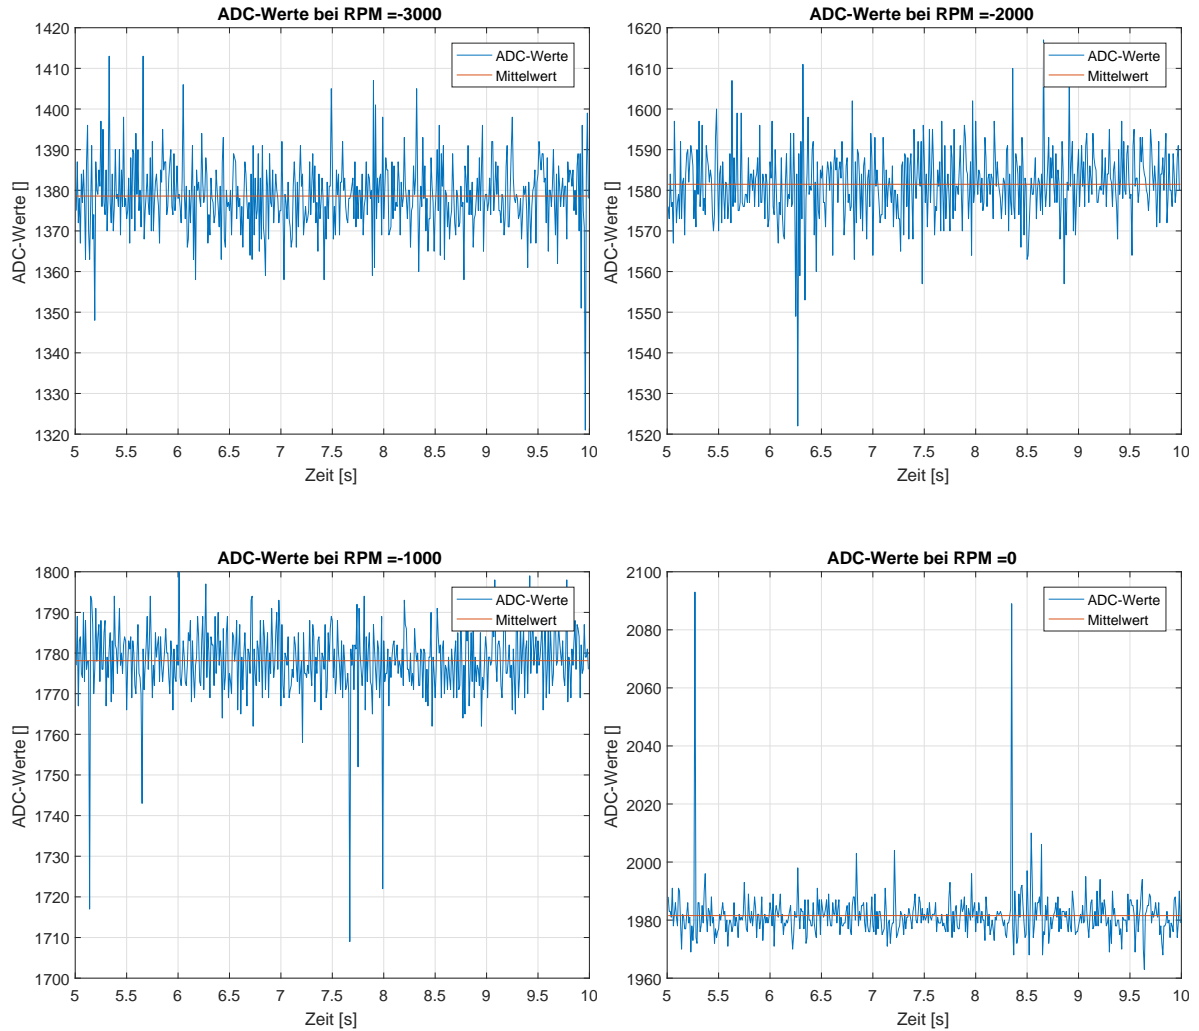 ADC-Werte bei RPM =-3000
ADC-Werte []
1420
1410
1400
1390
1380
1370
1360
1350
1340
1330
1320
5 5.5 6 6.5 7 7.5 8 8.5 9 9.5 10
Zeit [s]
ADC-Werte
Mittelwert
ADC-Werte bei RPM =-2000
ADC-Werte []
1620
1610
1600
1590
1580
1570
1560
1550
1540
1530
1520
5 5.5 6 6.5 7 7.5 8 8.5 9 9.5 10
Zeit [s]
ADC-Werte
Mittelwert
ADC-Werte bei RPM =-1000
ADC-Werte []
1800
1790
1780
1770
1760
1750
1740
1730
1720
1710
1700
5 5.5 6 6.5 7 7.5 8 8.5 9 9.5 10
Zeit [s]
ADC-Werte
Mittelwert
ADC-Werte bei RPM =0
ADC-Werte []
2100
2080
2060
2040
2020
2000
1980
1960
5 5.5 6 6.5 7 7.5 8 8.5 9 9.5 10
Zeit [s]
ADC-Werte
Mittelwert